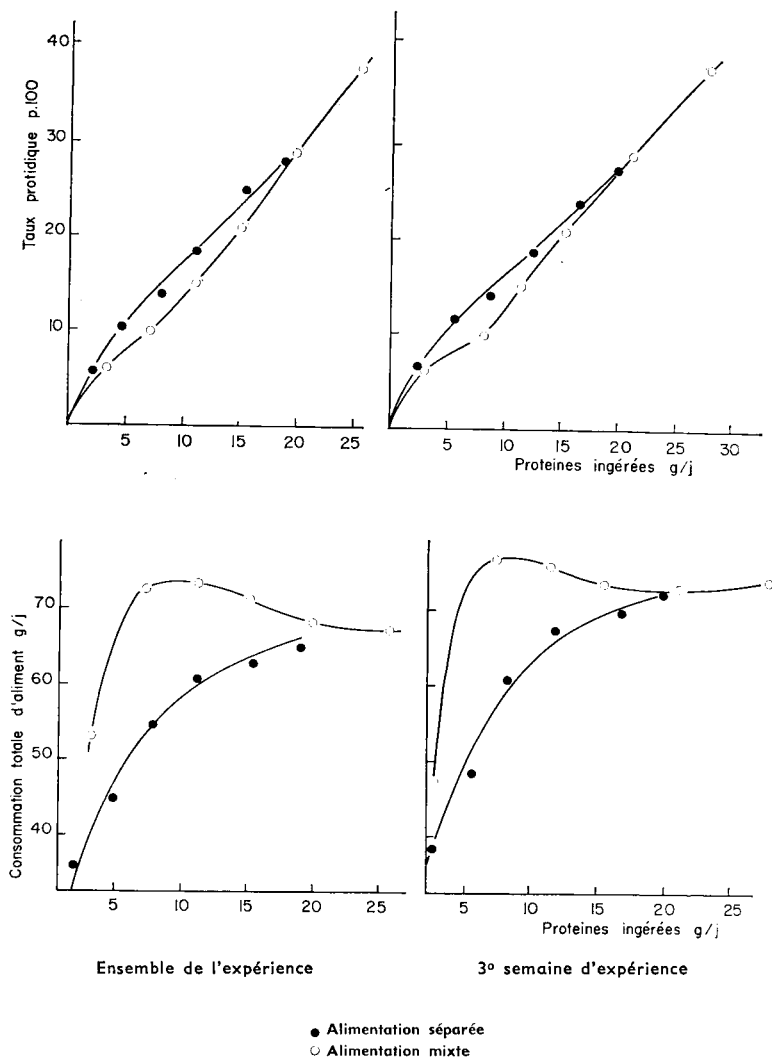 Taux protidique p.100
40
30
20
10
5 10 15 20 25
5 10 15 20 25 30
Proteines ingérées g/j
Consommation totale d'aliment g/j
70
60
50
40
5 10 15 20 25
5 10 15 20 25
Proteines ingérées g/j
Ensemble de l'expérience
3° semaine d'expérience
● Alimentation séparée
○ Alimentation mixte